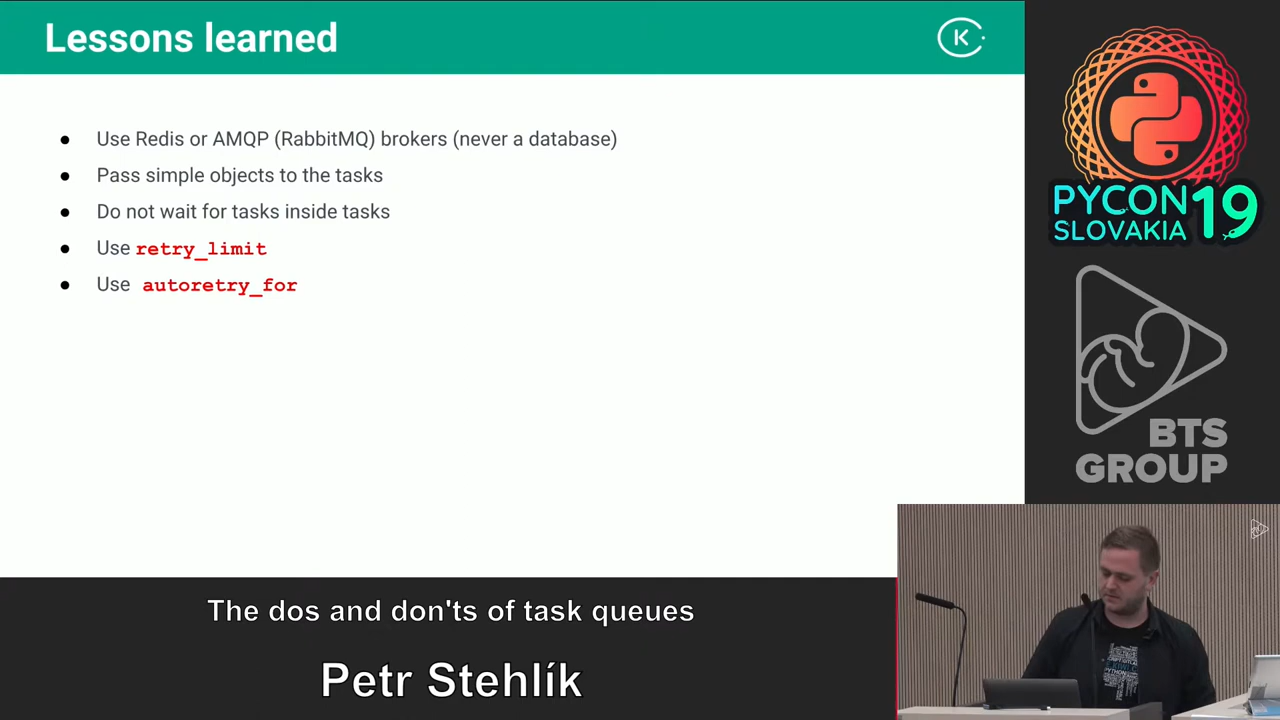 Lessons learned
K
● Use Redis or AMQP (RabbitMQ) brokers (never a database)
● Pass simple objects to the tasks
● Do not wait for tasks inside tasks
● Use retry_limit
● Use autoretry_for
PYCON
SLOVAKIA 19
BTS
GROUP
The dos and don'ts of task queues
Petr Stehlík